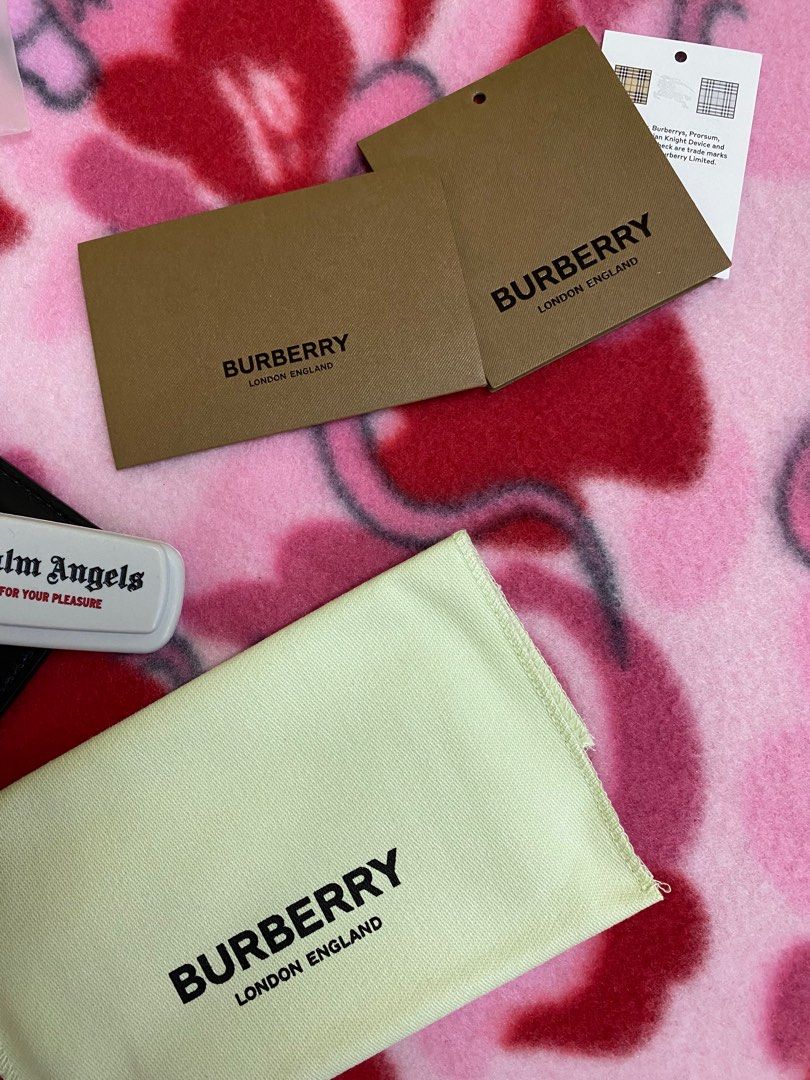 Burberrys, Prorsum,
Knight Device and
are trade marks
Limited.
BURBERRY
LONDON ENGLAND
BURBERRY
LONDON ENGLAND
Angels
FOR YOUR PLEASURE
BURBERRY
LONDON ENGLAND